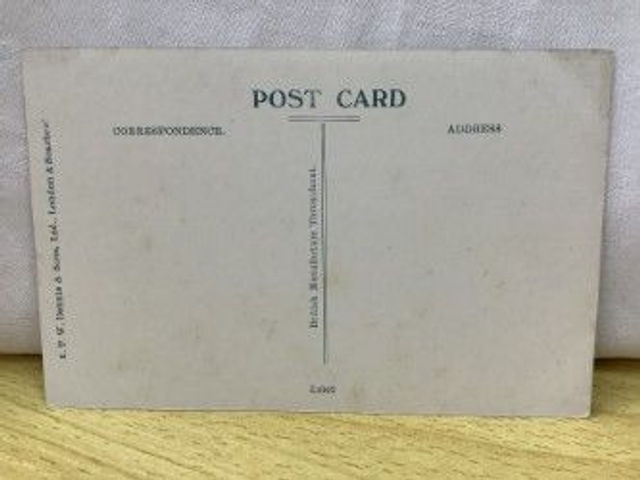 POST CARD
CORRESPONDENCE.
ADDRESS
British Manufacture Throughout.
E. T. W. Dennis & Sons, Ltd., London & Scarboro'